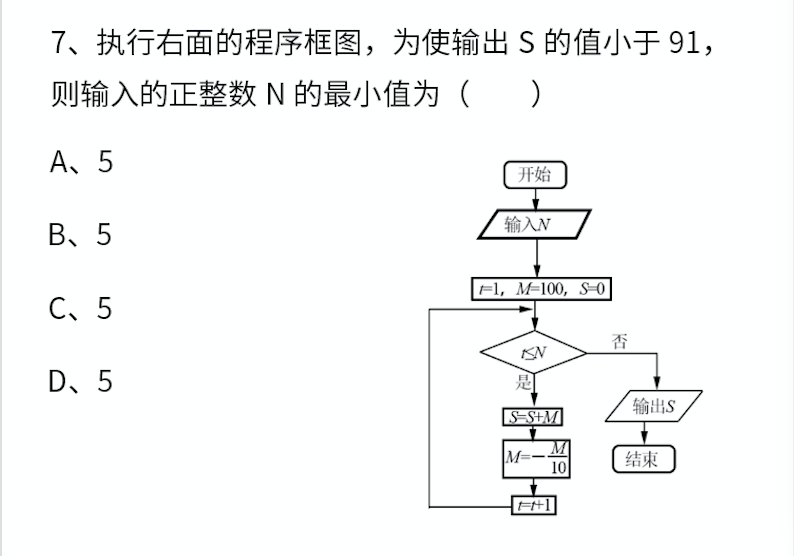 7、执行右面的程序框图，为使输出 S 的值小于 91，
则输入的正整数 N 的最小值为（　　）
A、5
B、5
C、5
D、5
开始
输入N
t=1, M=100, S=0
t≤N
否
是
输出S
S=S+M
M=-M/10
结束
t=t+1